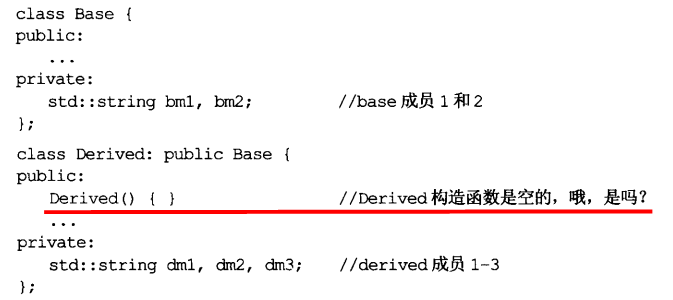 class Base {
public:
...
private:
std::string bm1, bm2; //base 成员 1 和 2
};
class Derived: public Base {
public:
Derived() { } //Derived 构造函数是空的，哦，是吗？
...
private:
std::string dm1, dm2, dm3; //derived 成员 1-3
};